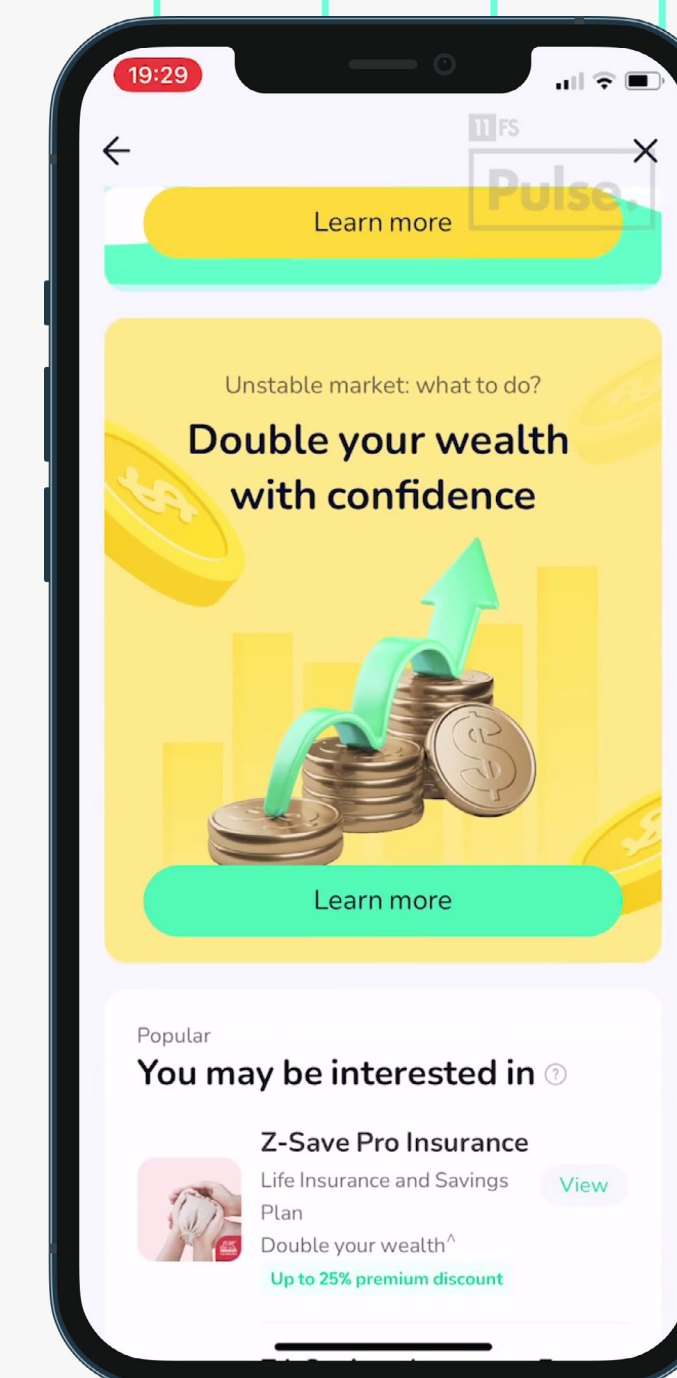 19:29
11 FS
Pulse.
Learn more
Unstable market: what to do?
Double your wealth
with confidence
Learn more
Popular
You may be interested in
Z-Save Pro Insurance
Life Insurance and Savings
Plan
View
Double your wealth^
Up to 25% premium discount